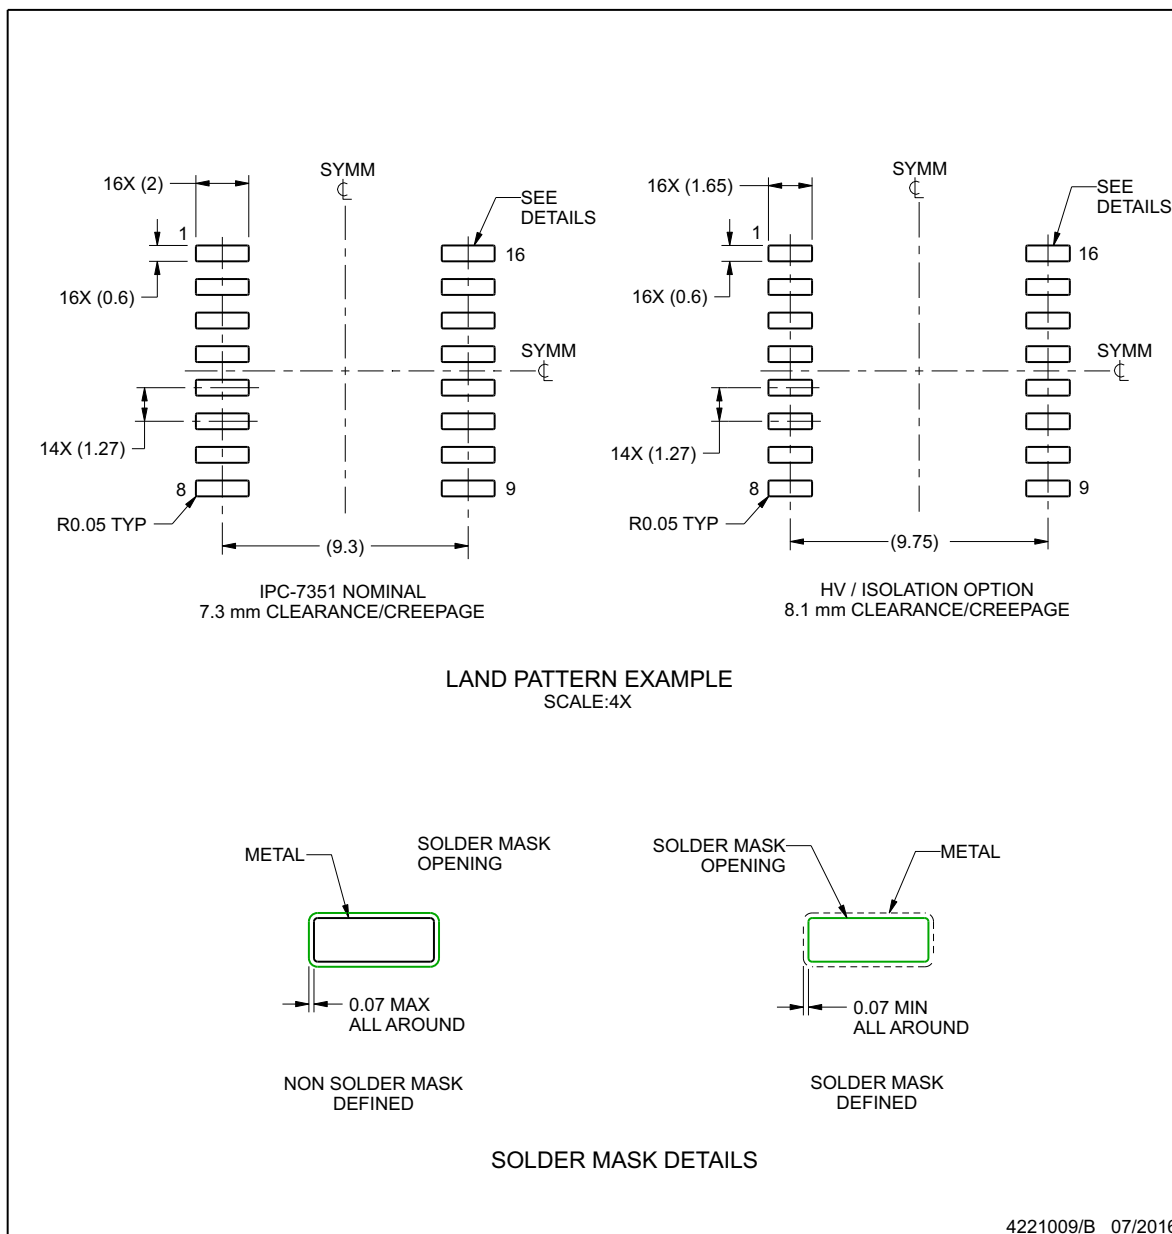 SYMM
16X (2)
SEE
DETAILS
1
16
16X (0.6)
SYMM
14X (1.27)
8
9
R0.05 TYP
(9.3)
IPC-7351 NOMINAL
7.3 mm CLEARANCE/CREEPAGE
SYMM
16X (1.65)
SEE
DETAILS
1
16
16X (0.6)
SYMM
14X (1.27)
8
9
R0.05 TYP
(9.75)
HV / ISOLATION OPTION
8.1 mm CLEARANCE/CREEPAGE
LAND PATTERN EXAMPLE
SCALE:4X
METAL
SOLDER MASK
OPENING
0.07 MAX
ALL AROUND
NON SOLDER MASK
DEFINED
SOLDER MASK
OPENING
METAL
0.07 MIN
ALL AROUND
SOLDER MASK
DEFINED
SOLDER MASK DETAILS
4221009/B 07/2016